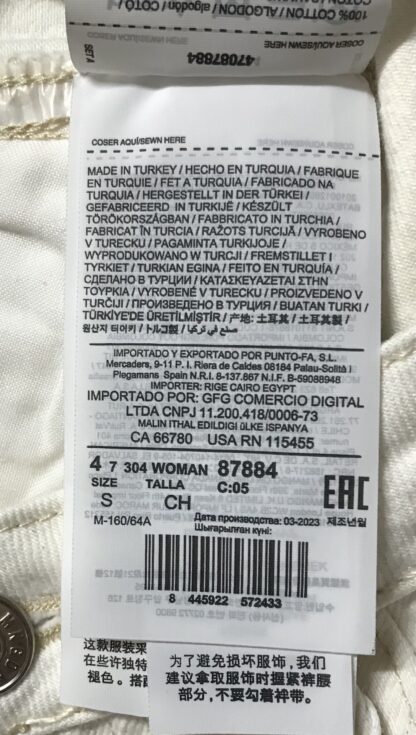 100% COTTON / ALGODON /
COTO / algodón /
COSER AQUI/SEWN HERE
47087884
SET A
COSER AQUI/SEWN HERE
MADE IN TURKEY / HECHO EN TURQUIA / FABRIQUE
EN TURQUIE / FET A TURQUIA / FABRICADO NA
TURQUIA / HERGESTELLT IN DER TÜRKEI /
GEFABRICEERD IN TURKIJE / KÉSZÜLT
TÖRÖKORSZÁGBAN / FABBRICATO IN TURCHIA /
FABRICAT ÎN TURCIA / RAŽOTS TURCIJĀ / VYROBENO
V TURECKU / PAGAMINTA TURKIJOJE /
WYPRODUKOWANO W TURCJI / FREMSTILLET I
TYRKIET / TURKIAN EGINA / FEITO EN TURQUÍA /
СДЕЛАНО В ТУРЦИИ / ΚΑΤΑΣΚΕΥΑΖΕΤΑΙ ΣΤΗΝ
ΤΟΥΡΚΙΑ / VYROBENÉ V TURECKU / PROIZVEDENO V
TURČIJI / ПРОИЗВЕДЕНО В ТУРЦИЯ / BUATAN TURKI /
TÜRKİYE'DE ÜRETİLMİŞTİR / 产地: 土耳其 / 土耳其製 /
원산지 터어키 / トルコ製 / صنع في تركيا
IMPORTADO Y EXPORTADO POR PUNTO-FA, S.L.
Mercaders, 9-11 P. I. Riera de Caldes 08184 Palau-Solità i
Plegamans Spain N.R.I. 8-137.867 N.I.F. B-59088948
IMPORTER: RIGE CAIRO EGYPT
IMPORTADO POR: GFG COMERCIO DIGITAL
LTDA CNPJ 11.200.418/0006-73
MALIN ITHAL EDILDIGI ÜLKE ISPANYA
CA 66780 USA RN 115455
4 7 304 WOMAN 87884
SIZE TALLA C:05
S CH
EAC
M-160/64A
Дата производства: 03-2023 제조년월
Шығарылған күні:
8 445922 572433
这款服装采
在些许独特
褪色。搭配
为了避免损坏服饰，我们
建议拿取服饰时握紧裤腰
部分，不要勾着袢带。